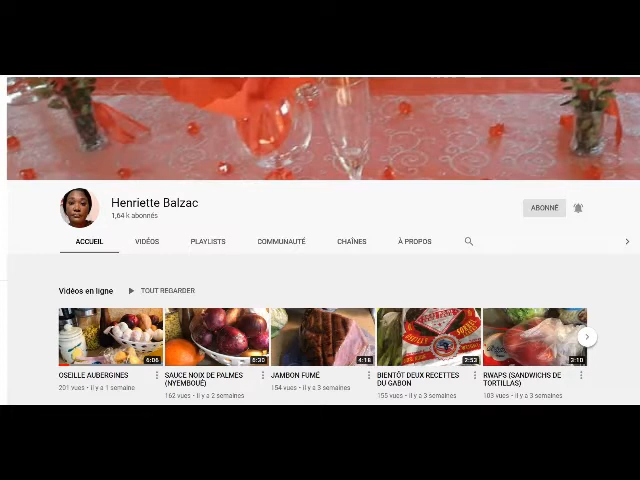 Henriette Balzac
1,64 k abonnés
ABONNÉ
ACCUEIL VIDÉOS PLAYLISTS COMMUNAUTÉ CHAÎNES À PROPOS
Vidéos en ligne TOUT REGARDER
6:06 6:30 4:18 2:53 3:10
OSEILLE AUBERGINES
201 vues • il y a 1 semaine
SAUCE NOIX DE PALMES
(NYEMBOUÉ)
162 vues • il y a 2 semaines
JAMBON FUMÉ
154 vues • il y a 3 semaines
BIENTÔT DEUX RECETTES
DU GABON
155 vues • il y a 3 semaines
RWAPS (SANDWICHS DE
TORTILLAS)
103 vues • il y a 3 semaines